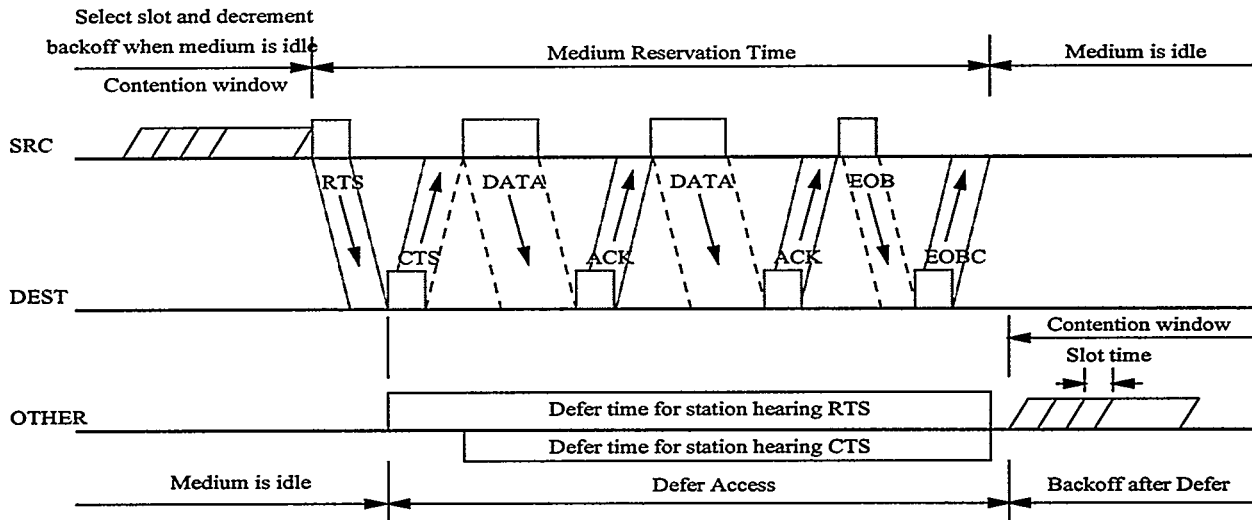 Select slot and decrement
backoff when medium is idle
Medium Reservation Time
Medium is idle
Contention window
SRC
RTS
DATA
DATA
EOB
CTS
ACK
ACK
EOBC
DEST
Contention window
Slot time
OTHER
Defer time for station hearing RTS
Defer time for station hearing CTS
Medium is idle
Defer Access
Backoff after Defer